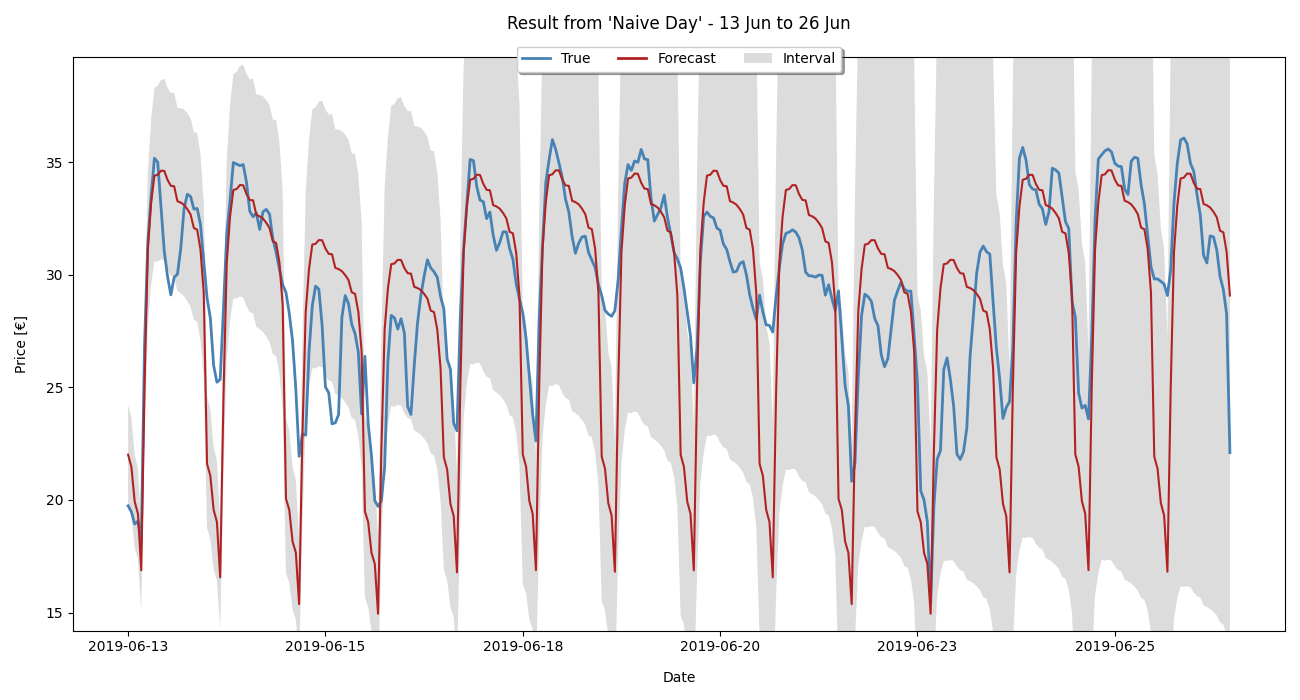 Result from 'Naive Day' - 13 Jun to 26 Jun
True Forecast Interval
Price [€]
35
30
25
20
15
2019-06-13 2019-06-15 2019-06-18 2019-06-20 2019-06-23 2019-06-25
Date